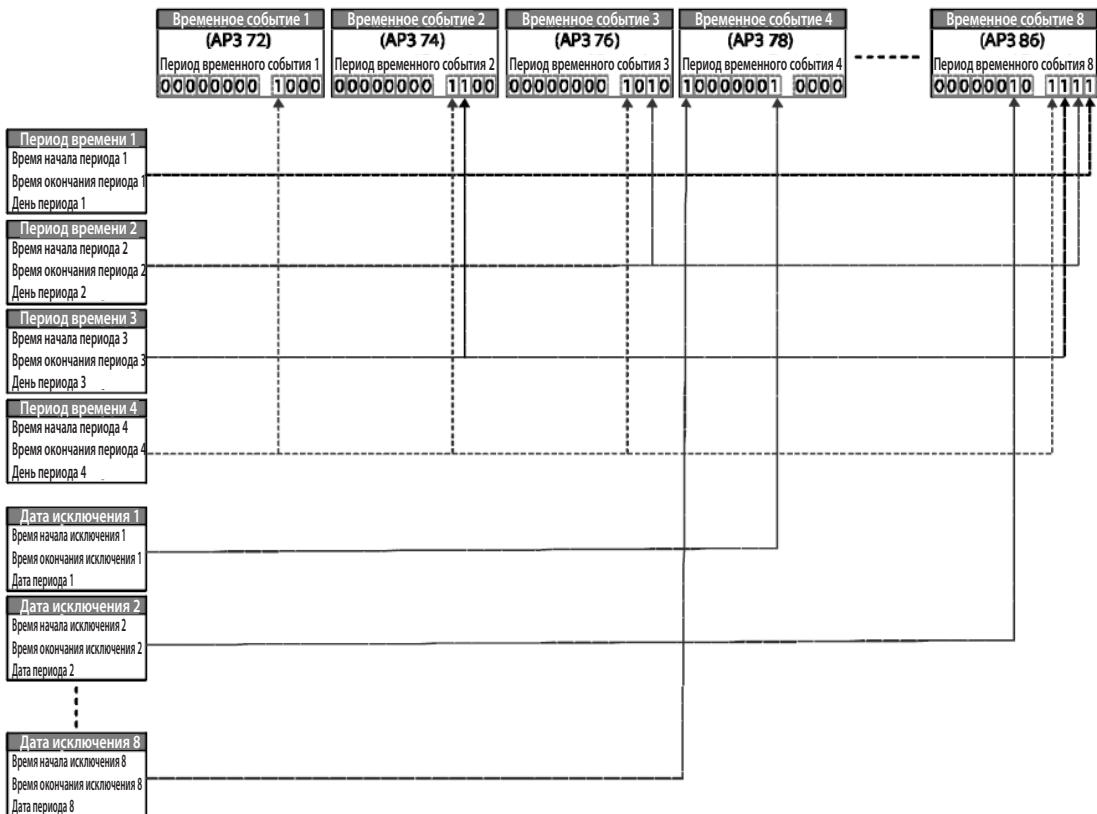 Временное событие 1
(AP3 72)
Период временного события 1
00000000 1000
Временное событие 2
(AP3 74)
Период временного события 2
00000000 1100
Временное событие 3
(AP3 76)
Период временного события 3
00000000 1010
Временное событие 4
(AP3 78)
Период временного события 4
10000001 0000
Временное событие 8
(AP3 86)
Период временного события 8
00000010 1111
Период времени 1
Время начала периода 1
Время окончания периода 1
День периода 1
Период времени 2
Время начала периода 2
Время окончания периода 2
День периода 2
Период времени 3
Время начала периода 3
Время окончания периода 3
День периода 3
Период времени 4
Время начала периода 4
Время окончания периода 4
День периода 4
Дата исключения 1
Время начала исключения 1
Время окончания исключения 1
Дата периода 1
Дата исключения 2
Время начала исключения 2
Время окончания исключения 2
Дата периода 2
Дата исключения 8
Время начала исключения 8
Время окончания исключения 8
Дата периода 8